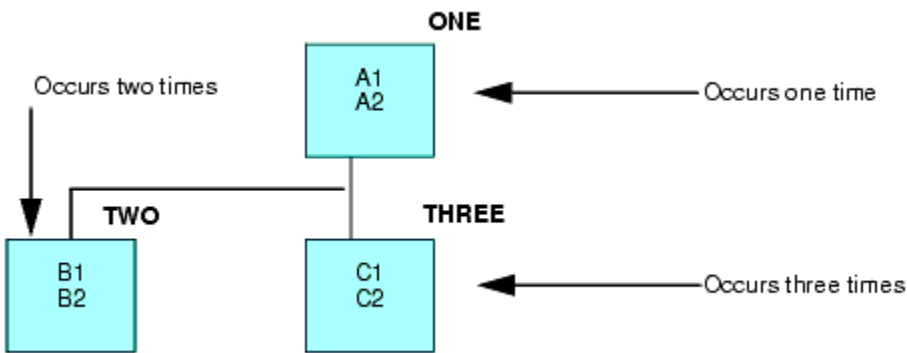 ONE
Occurs two times
A1
A2
Occurs one time
TWO
THREE
B1
B2
C1
C2
Occurs three times